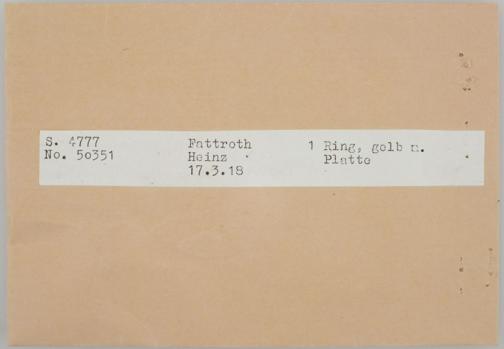 S. 4777 Fattroth 1 Ring, gelb m.
No. 50351 Heinz Platte
17.3.18